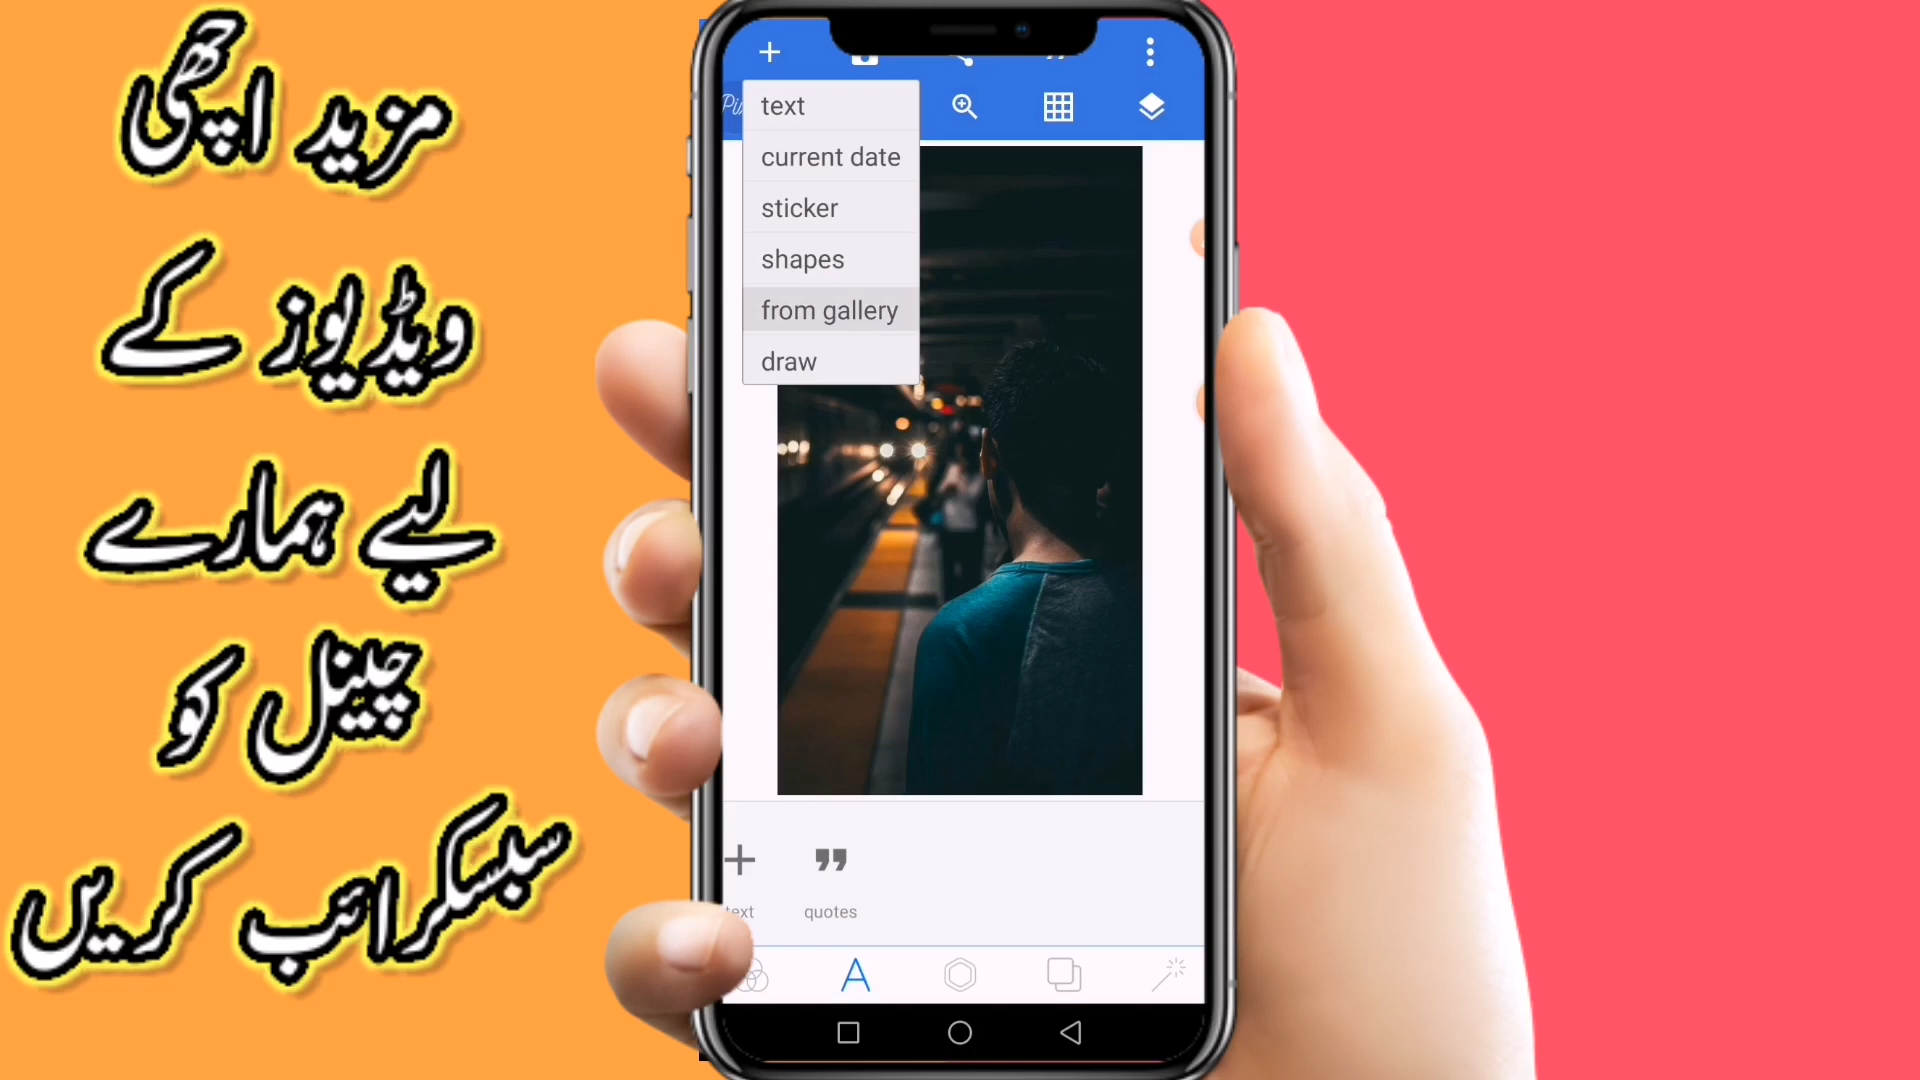 مزید اچھی
ویڈیوز کے
لیے ہمارے
چینل کو
سبسکرائب کریں
text
current date
sticker
shapes
from gallery
draw
quotes